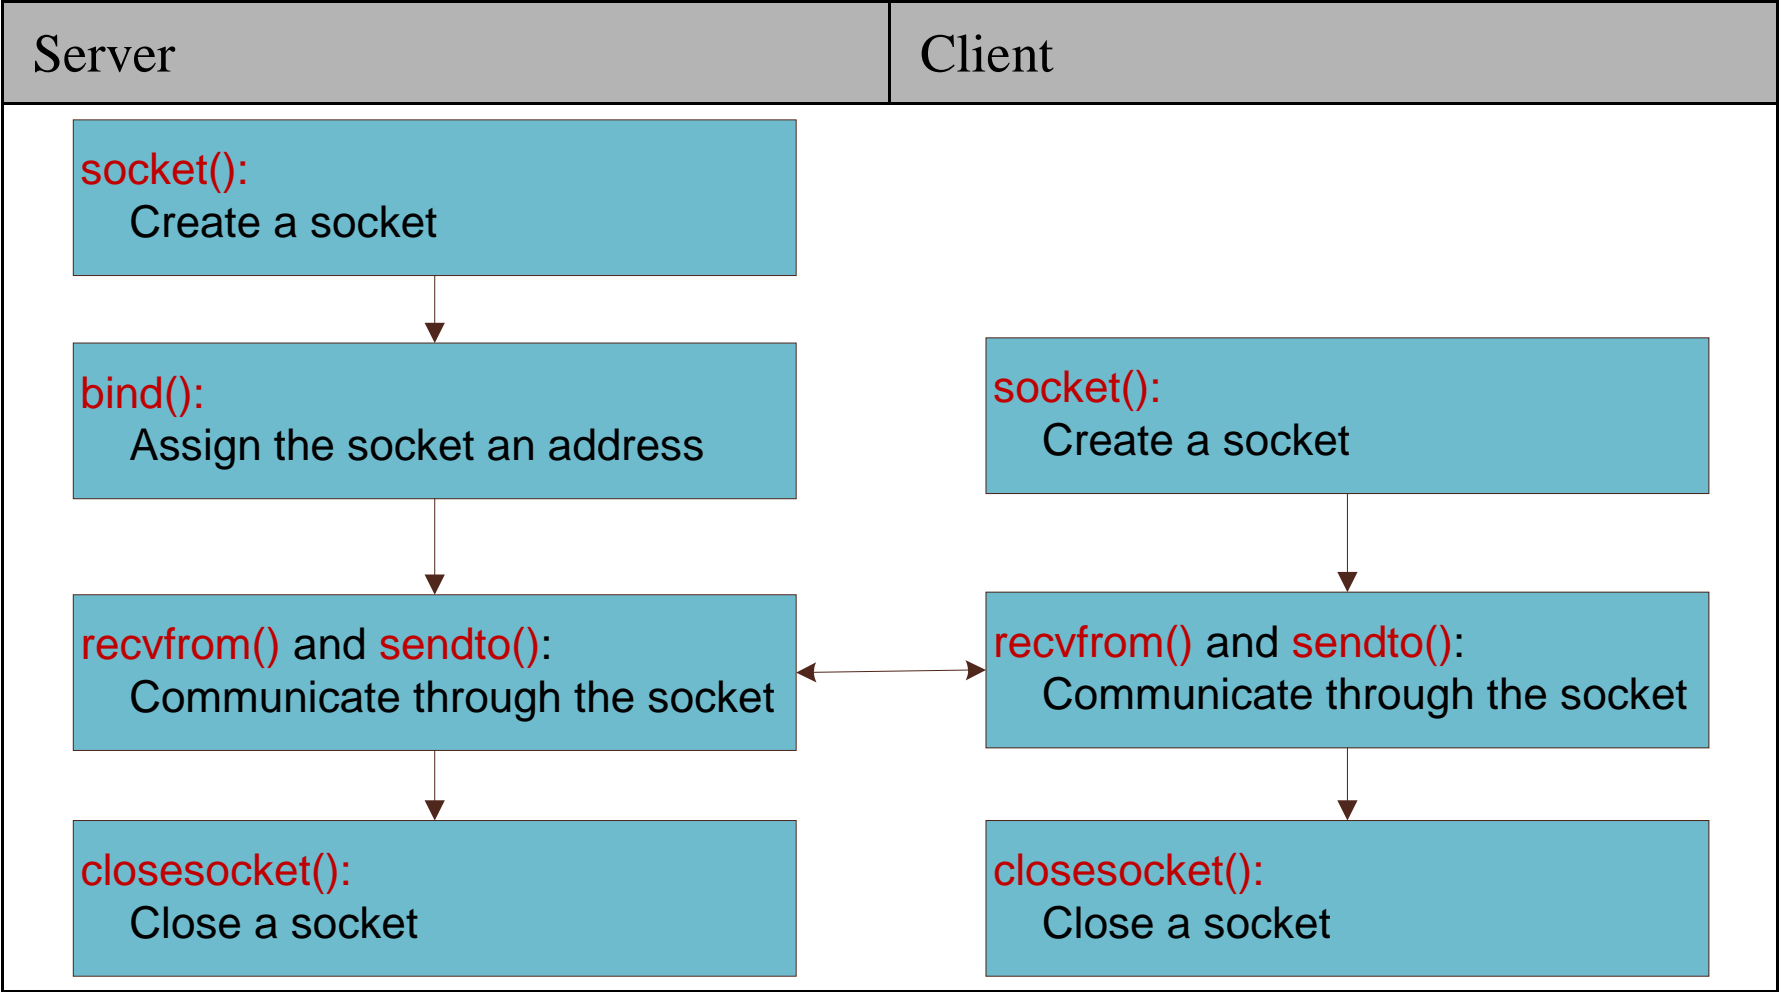 Server
Client
socket():
Create a socket
bind():
Assign the socket an address
recvfrom() and sendto():
Communicate through the socket
closesocket():
Close a socket
socket():
Create a socket
recvfrom() and sendto():
Communicate through the socket
closesocket():
Close a socket